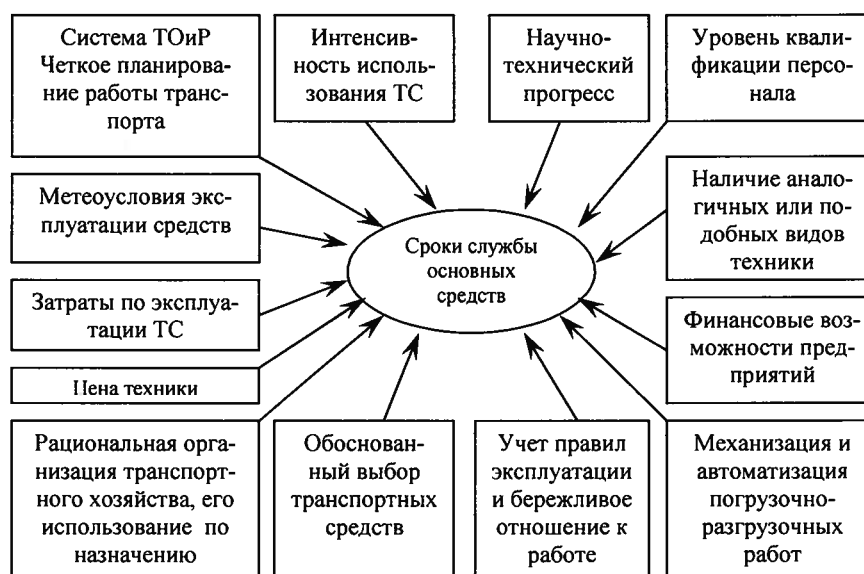 Система ТОиР
Четкое планирова-
ние работы транс-
порта
Интенсив-
ность исполь-
зования ТС
Научно-
технический
прогресс
Уровень квали-
фикации персо-
нала
Метеоусловия экс-
плуатации средств
Сроки службы
основных
средств
Наличие анало-
гичных или по-
добных видов
техники
Затраты по эксплуа-
тации ТС
Финансовые воз-
можности пред-
приятий
Цена техники
Рациональная орга-
низация транспорт-
ного хозяйства, его
использование по
назначению
Обоснован-
ный выбор
транспортных
средств
Учет правил
эксплуатации
и бережливое
отношение к
работе
Механизация и
автоматизация
погрузочно-
разгрузочных
работ